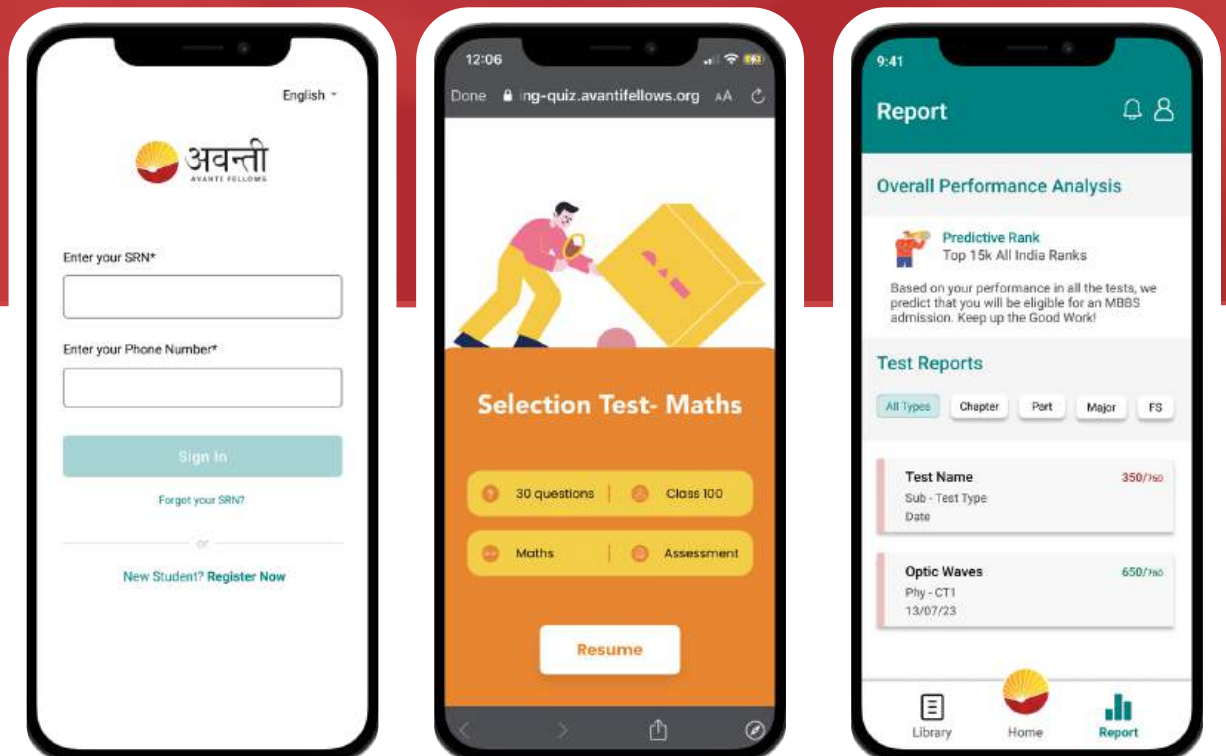 English
अवन्ती
AVANTI FELLOWS
Enter your SRN*
Enter your Phone Number*
Sign In
Forgot your SRN?
or
New Student? Register Now
12:06
Done ing-quiz.avantifellows.org AA
Selection Test- Maths
30 questions | Class 100
Maths | Assessment
Resume
9:41
Report
Overall Performance Analysis
Predictive Rank
Top 15k All India Ranks
Based on your performance in all the tests, we
predict that you will be eligible for an MBBS
admission. Keep up the Good Work!
Test Reports
All Types Chapter Part Major FS
Test Name 350/760
Sub - Test Type
Date
Optic Waves 650/760
Phy - CT1
13/07/23
Library Home Report